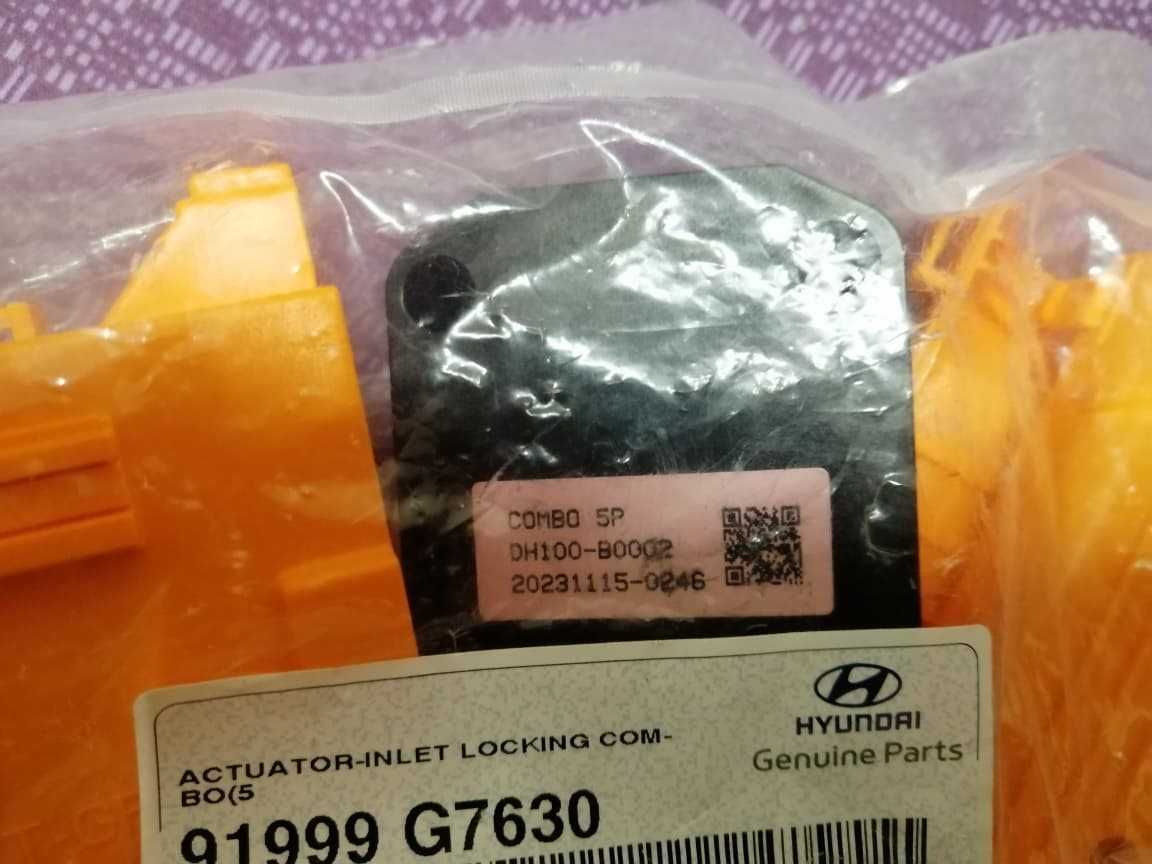 COMBO 5P
DH100-B0002
20231115-0246
HYUNDAI
Genuine Parts
ACTUATOR-INLET LOCKING COM-
BO(5
91999 G7630